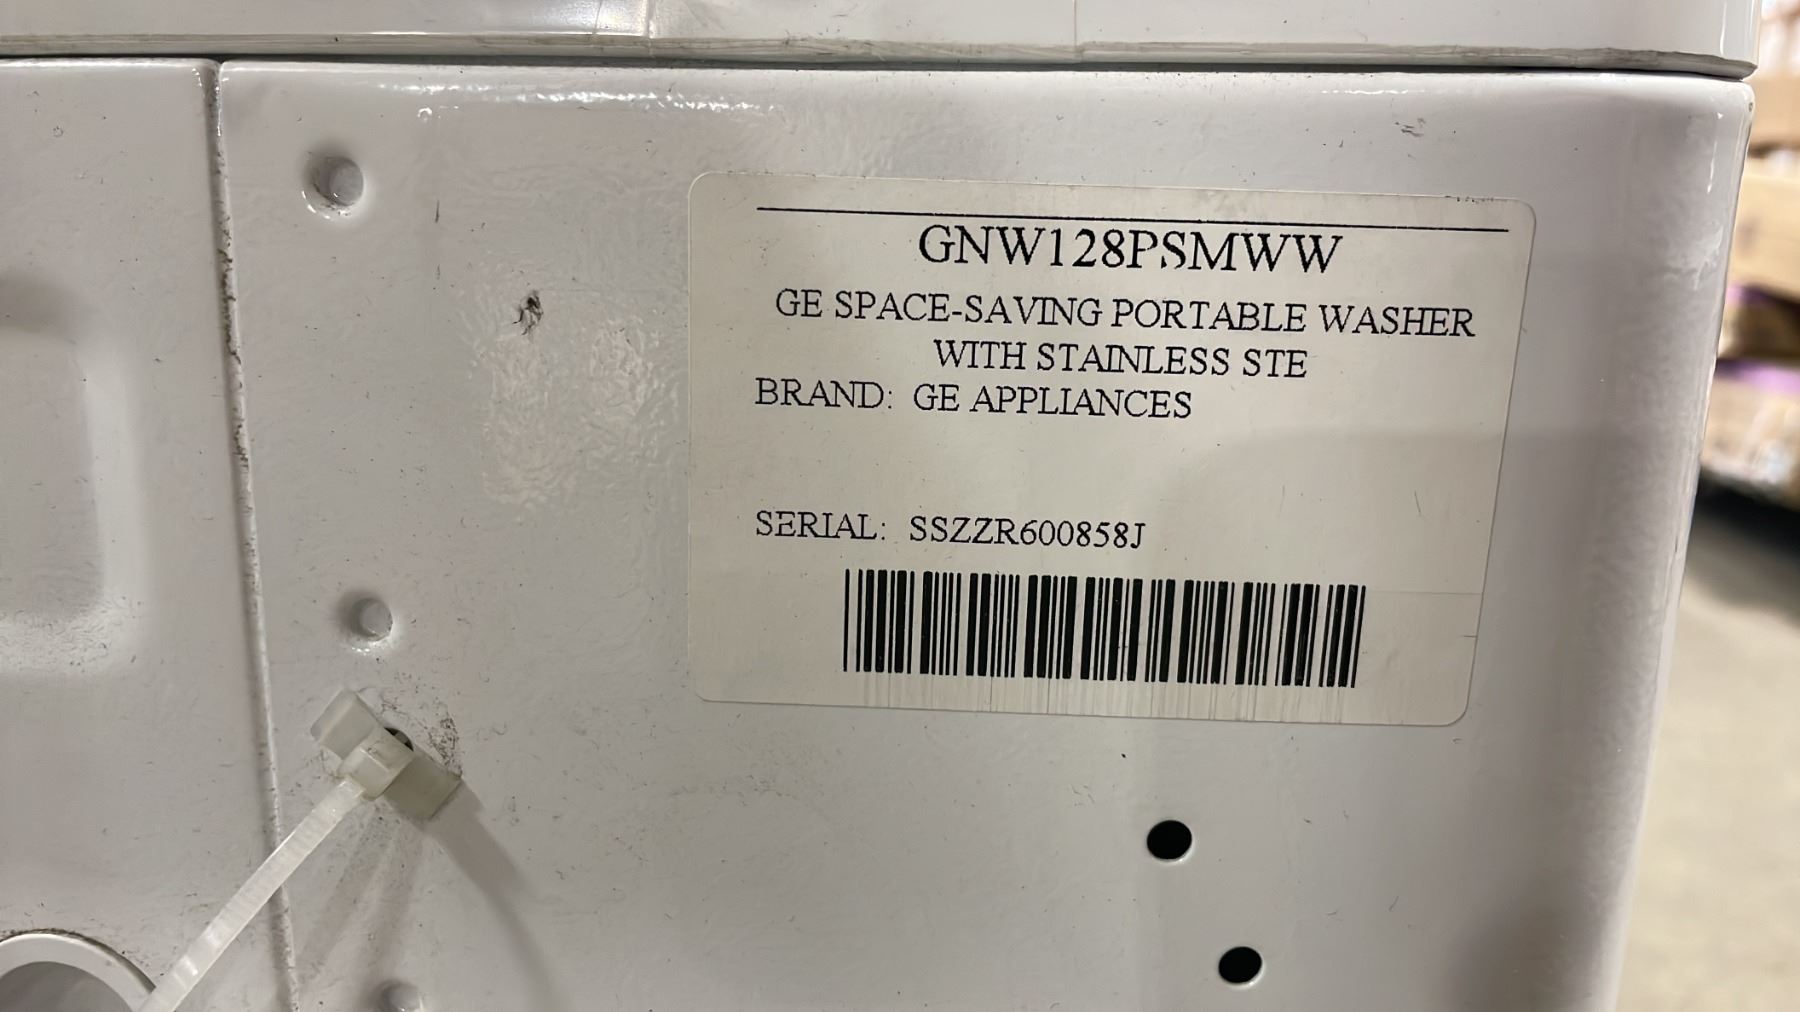 GNW128PSMWW
GE SPACE-SAVING PORTABLE WASHER
WITH STAINLESS STE
BRAND: GE APPLIANCES
SERIAL: SSZZR600858J